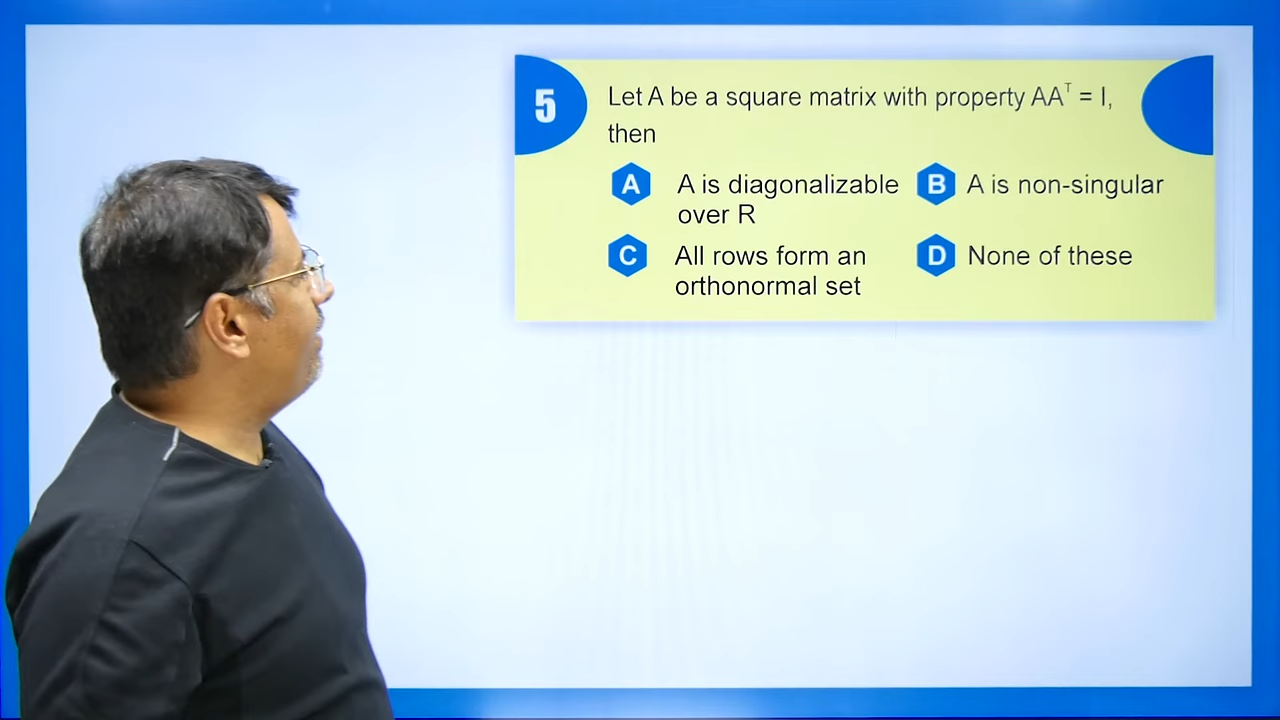 5
Let A be a square matrix with property AAᵀ = I,
then
A A is diagonalizable
over R
B A is non-singular
C All rows form an
orthonormal set
D None of these